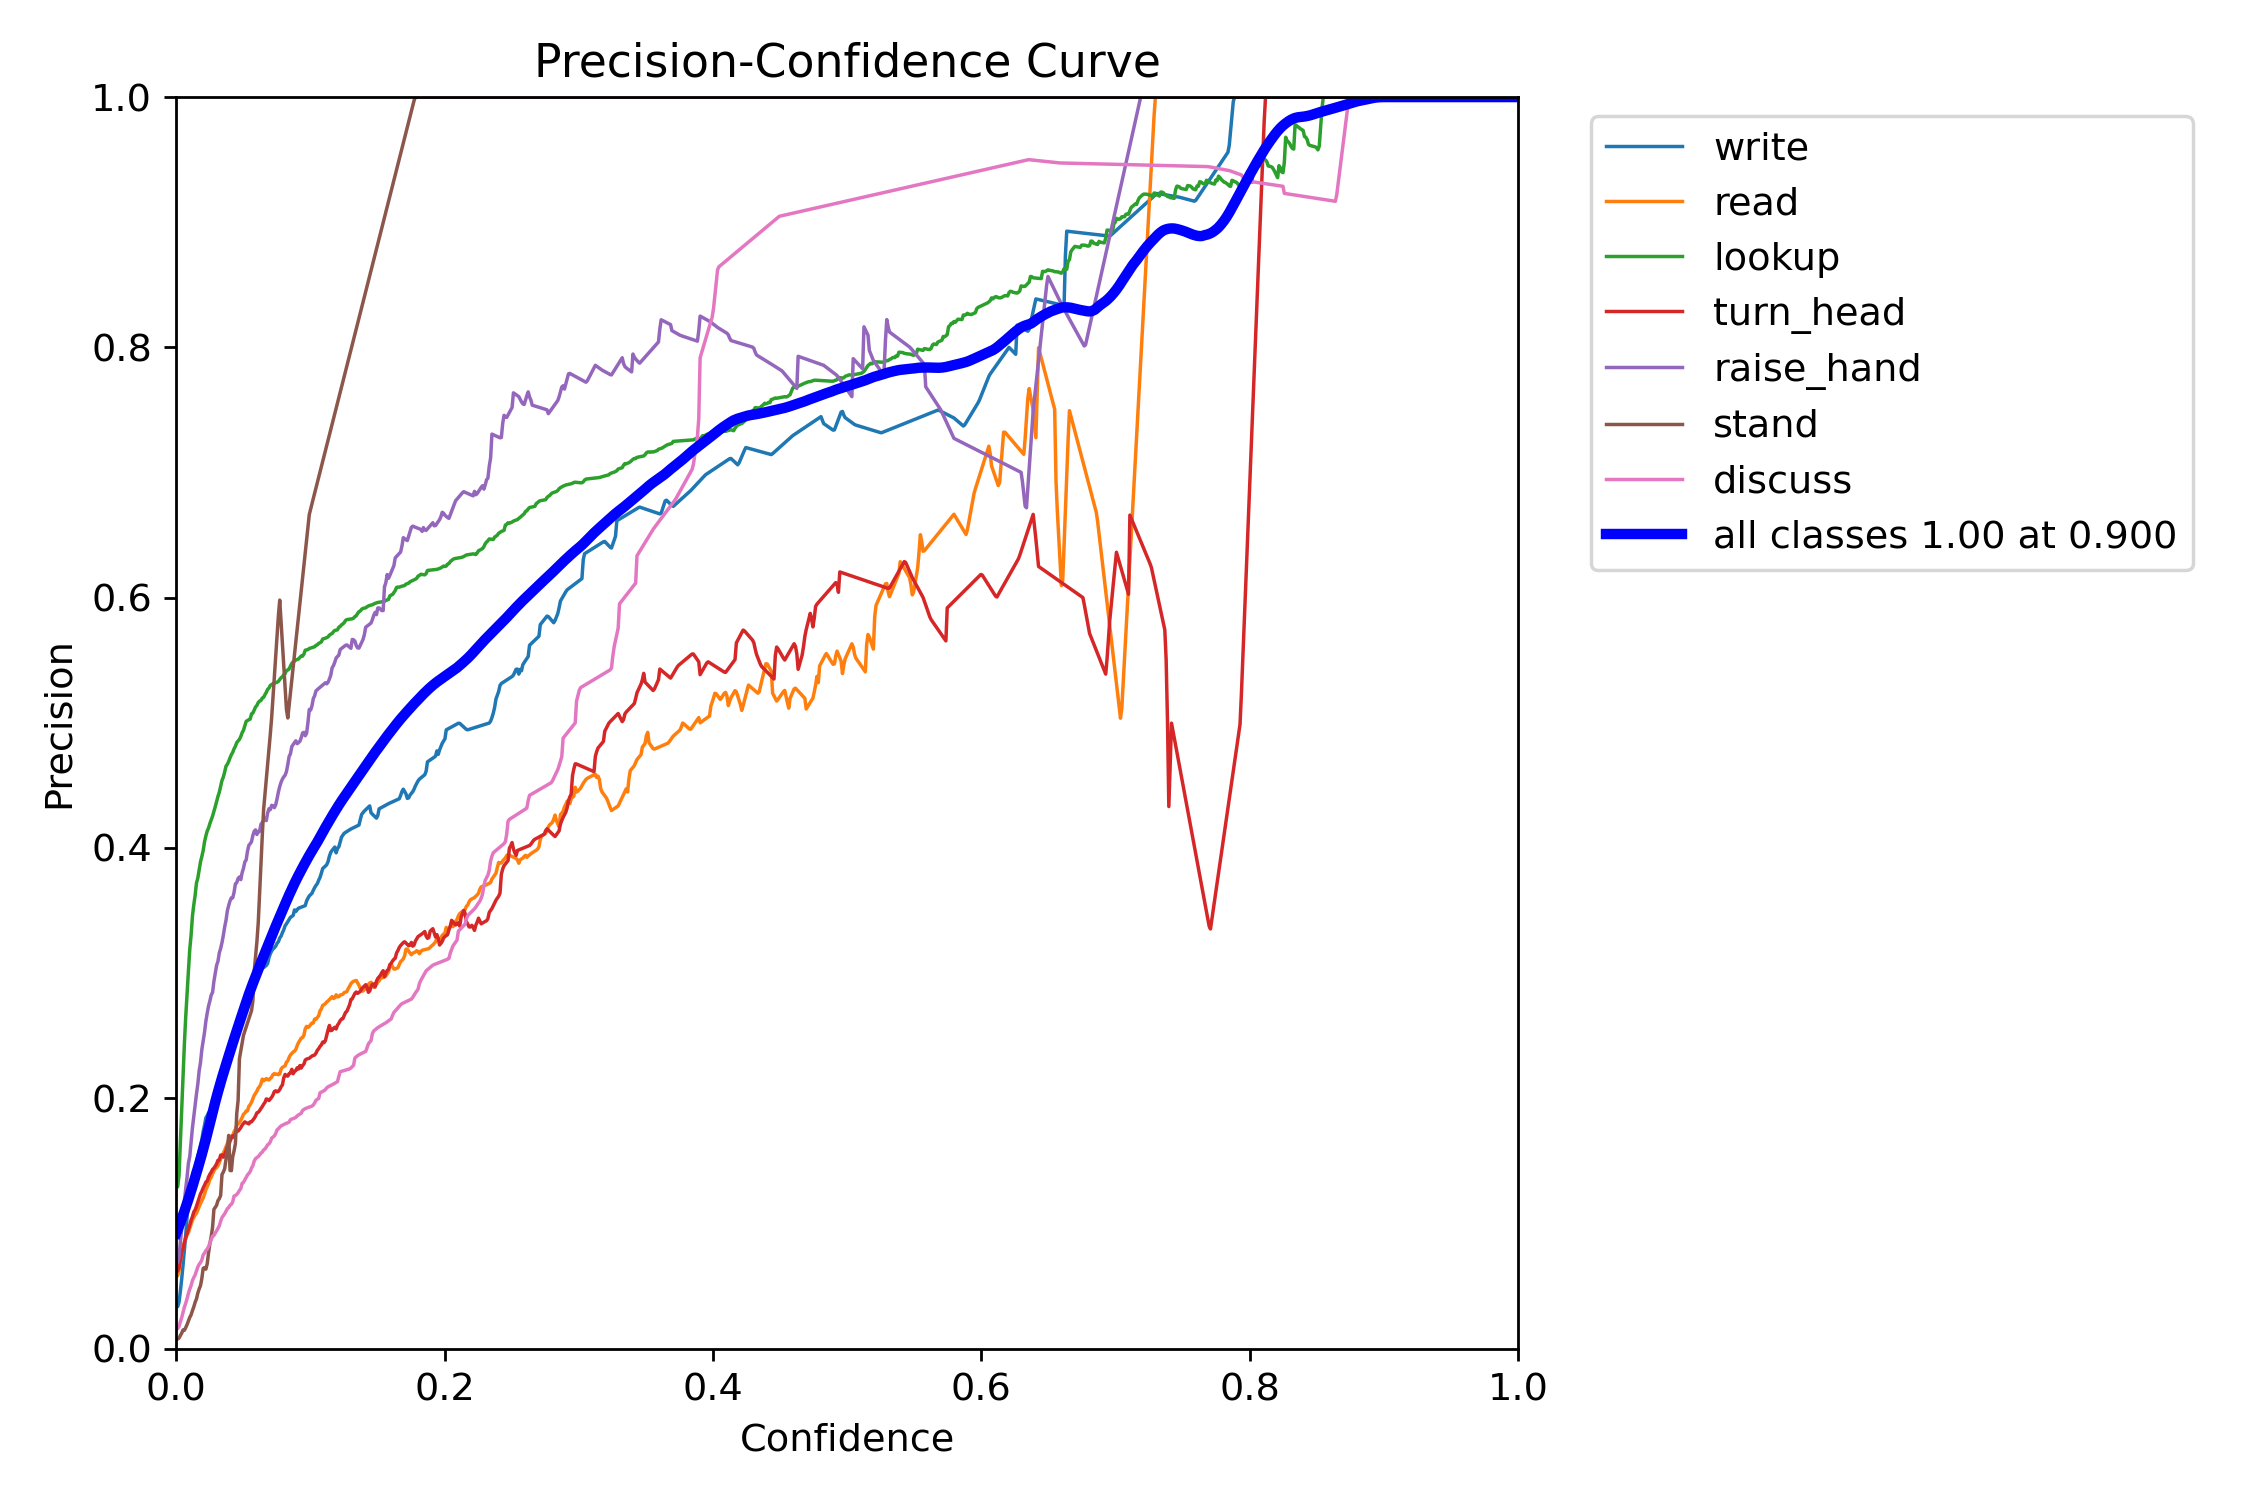 Precision-Confidence Curve
1.0
0.8
0.6
0.4
0.2
0.0
Precision
0.0 0.2 0.4 0.6 0.8 1.0
Confidence
write
read
lookup
turn_head
raise_hand
stand
discuss
all classes 1.00 at 0.900